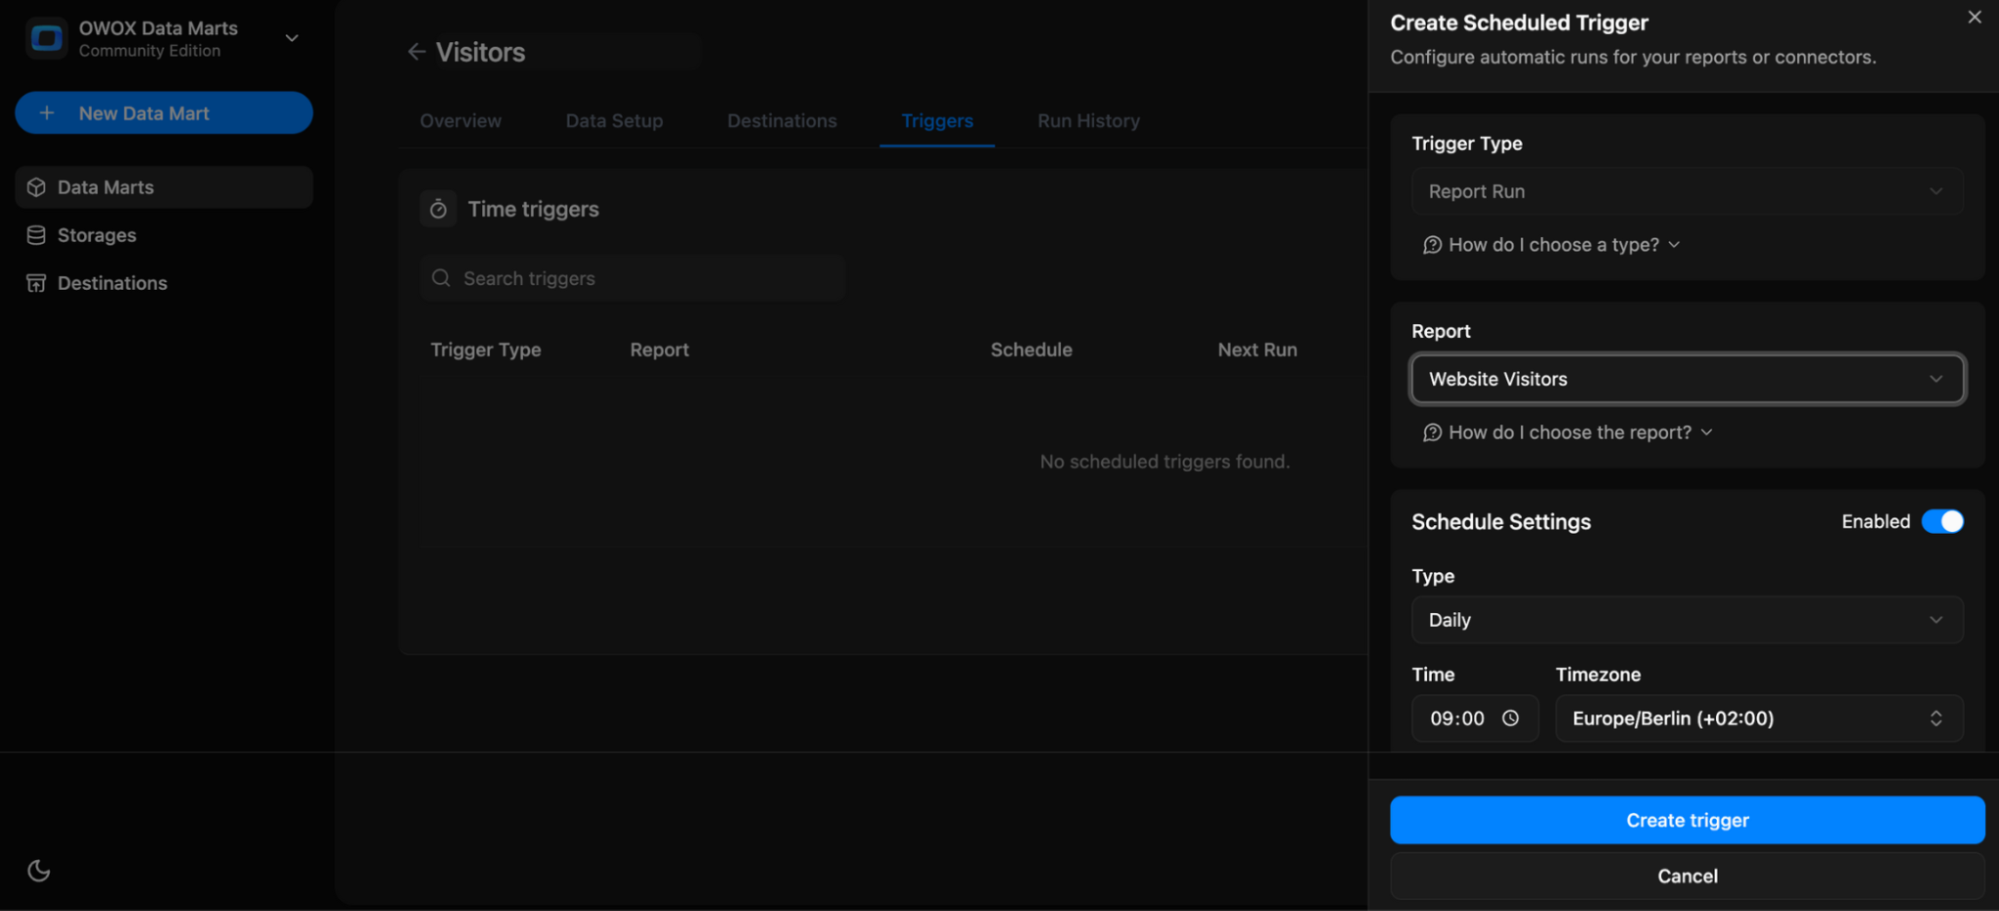 OWOX Data Marts
Community Edition
New Data Mart
Data Marts
Storages
Destinations
Visitors
Overview
Data Setup
Destinations
Triggers
Run History
Time triggers
Search triggers
Trigger Type
Report
Schedule
Next Run
No scheduled triggers found.
Create Scheduled Trigger
Configure automatic runs for your reports or connectors.
Trigger Type
Report Run
How do I choose a type?
Report
Website Visitors
How do I choose the report?
Schedule Settings
Enabled
Type
Daily
Time
Timezone
09:00
Europe/Berlin (+02:00)
Create trigger
Cancel